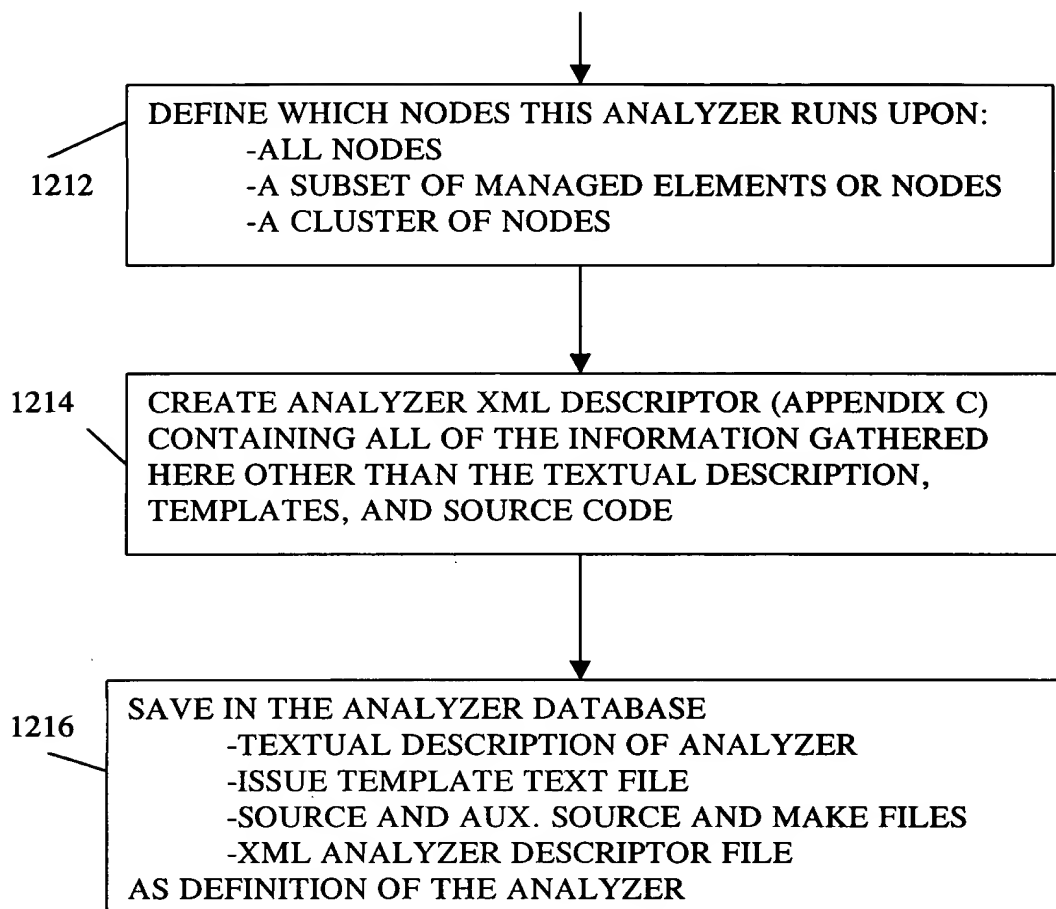 DEFINE WHICH NODES THIS ANALYZER RUNS UPON:
-ALL NODES
-A SUBSET OF MANAGED ELEMENTS OR NODES
-A CLUSTER OF NODES
1212
1214
CREATE ANALYZER XML DESCRIPTOR (APPENDIX C)
CONTAINING ALL OF THE INFORMATION GATHERED
HERE OTHER THAN THE TEXTUAL DESCRIPTION,
TEMPLATES, AND SOURCE CODE
1216
SAVE IN THE ANALYZER DATABASE
-TEXTUAL DESCRIPTION OF ANALYZER
-ISSUE TEMPLATE TEXT FILE
-SOURCE AND AUX. SOURCE AND MAKE FILES
-XML ANALYZER DESCRIPTOR FILE
AS DEFINITION OF THE ANALYZER